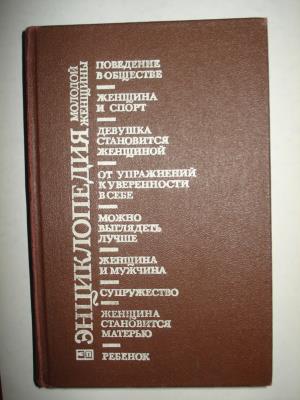 ЭНЦИКЛОПЕДИЯ
МОЛОДОЙ
ЖЕНЩИНЫ
ПОВЕДЕНИЕ
В ОБЩЕСТВЕ
ЖЕНЩИНА
И СПОРТ
ДЕВУШКА
СТАНОВИТСЯ
ЖЕНЩИНОЙ
ОТ УПРАЖНЕНИЙ
К УВЕРЕННОСТИ
В СЕБЕ
МОЖНО
ВЫГЛЯДЕТЬ
ЛУЧШЕ
ЖЕНЩИНА
И МУЖЧИНА
СУПРУЖЕСТВО
ЖЕНЩИНА
СТАНОВИТСЯ
МАТЕРЬЮ
РЕБЕНОК